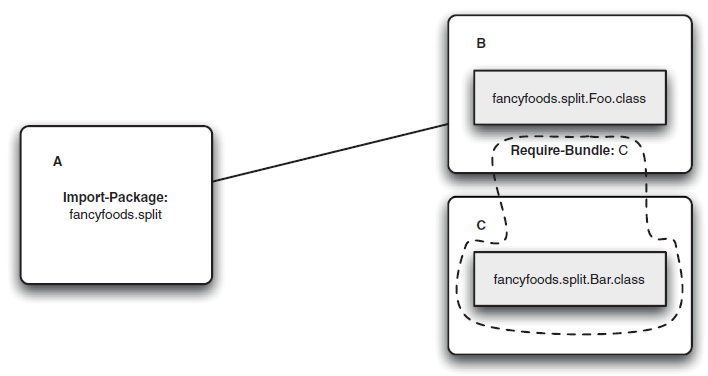 A
Import-Package:
fancyfoods.split
B
fancyfoods.split.Foo.class
Require-Bundle: C
C
fancyfoods.split.Bar.class